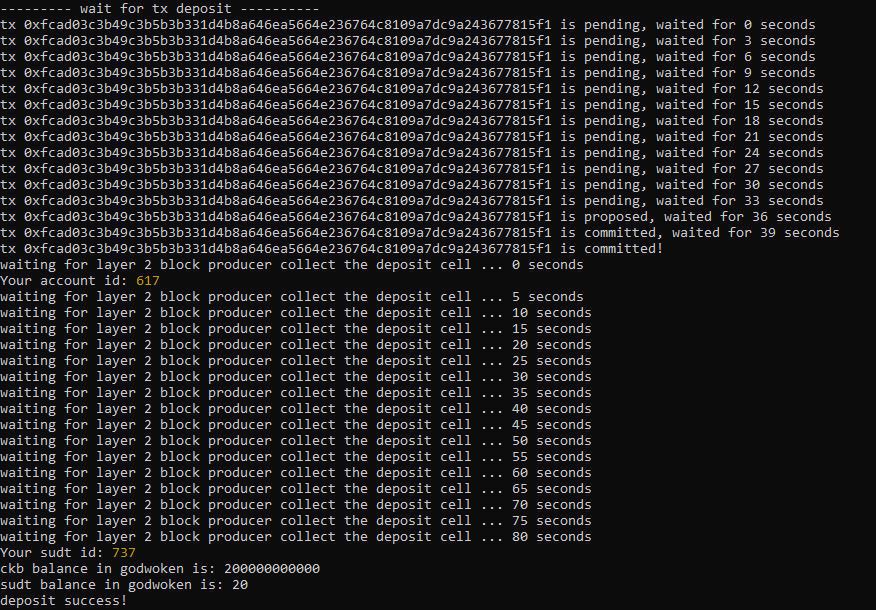 --------- wait for tx deposit ----------
tx 0xfcad03c3b49c3b5b3b331d4b8a646ea5664e236764c8109a7dc9a243677815f1 is pending, waited for 0 seconds
tx 0xfcad03c3b49c3b5b3b331d4b8a646ea5664e236764c8109a7dc9a243677815f1 is pending, waited for 3 seconds
tx 0xfcad03c3b49c3b5b3b331d4b8a646ea5664e236764c8109a7dc9a243677815f1 is pending, waited for 6 seconds
tx 0xfcad03c3b49c3b5b3b331d4b8a646ea5664e236764c8109a7dc9a243677815f1 is pending, waited for 9 seconds
tx 0xfcad03c3b49c3b5b3b331d4b8a646ea5664e236764c8109a7dc9a243677815f1 is pending, waited for 12 seconds
tx 0xfcad03c3b49c3b5b3b331d4b8a646ea5664e236764c8109a7dc9a243677815f1 is pending, waited for 15 seconds
tx 0xfcad03c3b49c3b5b3b331d4b8a646ea5664e236764c8109a7dc9a243677815f1 is pending, waited for 18 seconds
tx 0xfcad03c3b49c3b5b3b331d4b8a646ea5664e236764c8109a7dc9a243677815f1 is pending, waited for 21 seconds
tx 0xfcad03c3b49c3b5b3b331d4b8a646ea5664e236764c8109a7dc9a243677815f1 is pending, waited for 24 seconds
tx 0xfcad03c3b49c3b5b3b331d4b8a646ea5664e236764c8109a7dc9a243677815f1 is pending, waited for 27 seconds
tx 0xfcad03c3b49c3b5b3b331d4b8a646ea5664e236764c8109a7dc9a243677815f1 is pending, waited for 30 seconds
tx 0xfcad03c3b49c3b5b3b331d4b8a646ea5664e236764c8109a7dc9a243677815f1 is pending, waited for 33 seconds
tx 0xfcad03c3b49c3b5b3b331d4b8a646ea5664e236764c8109a7dc9a243677815f1 is proposed, waited for 36 seconds
tx 0xfcad03c3b49c3b5b3b331d4b8a646ea5664e236764c8109a7dc9a243677815f1 is committed, waited for 39 seconds
tx 0xfcad03c3b49c3b5b3b331d4b8a646ea5664e236764c8109a7dc9a243677815f1 is committed!
waiting for layer 2 block producer collect the deposit cell ... 0 seconds
Your account id: 617
waiting for layer 2 block producer collect the deposit cell ... 5 seconds
waiting for layer 2 block producer collect the deposit cell ... 10 seconds
waiting for layer 2 block producer collect the deposit cell ... 15 seconds
waiting for layer 2 block producer collect the deposit cell ... 20 seconds
waiting for layer 2 block producer collect the deposit cell ... 25 seconds
waiting for layer 2 block producer collect the deposit cell ... 30 seconds
waiting for layer 2 block producer collect the deposit cell ... 35 seconds
waiting for layer 2 block producer collect the deposit cell ... 40 seconds
waiting for layer 2 block producer collect the deposit cell ... 45 seconds
waiting for layer 2 block producer collect the deposit cell ... 50 seconds
waiting for layer 2 block producer collect the deposit cell ... 55 seconds
waiting for layer 2 block producer collect the deposit cell ... 60 seconds
waiting for layer 2 block producer collect the deposit cell ... 65 seconds
waiting for layer 2 block producer collect the deposit cell ... 70 seconds
waiting for layer 2 block producer collect the deposit cell ... 75 seconds
waiting for layer 2 block producer collect the deposit cell ... 80 seconds
Your sudt id: 737
ckb balance in godwoken is: 200000000000
sudt balance in godwoken is: 20
deposit success!